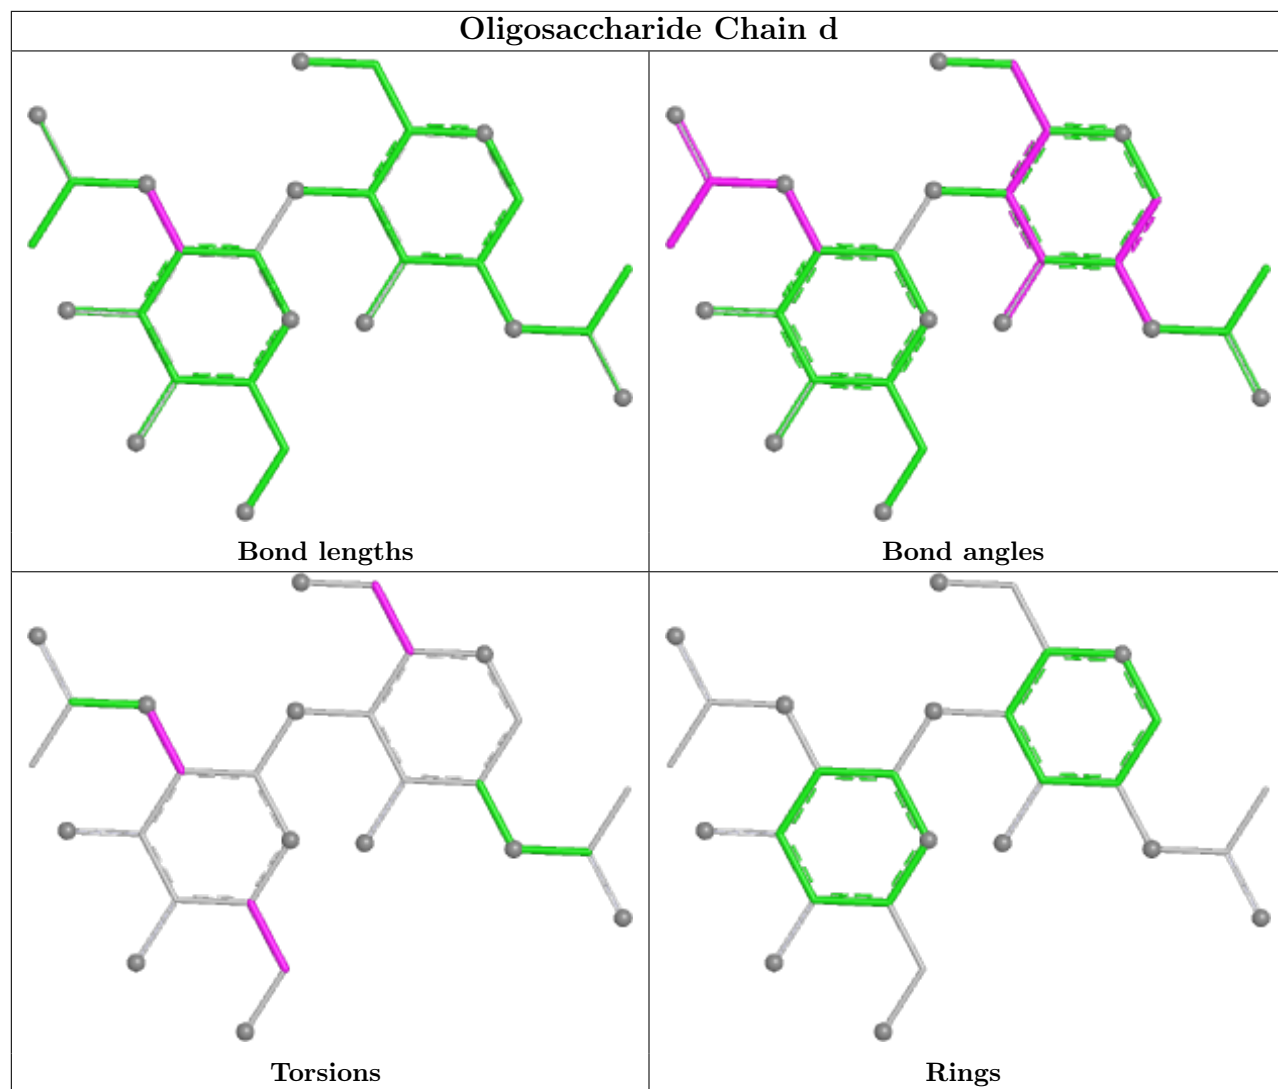 Oligosaccharide Chain d
Bond lengths
Bond angles
Torsions
Rings